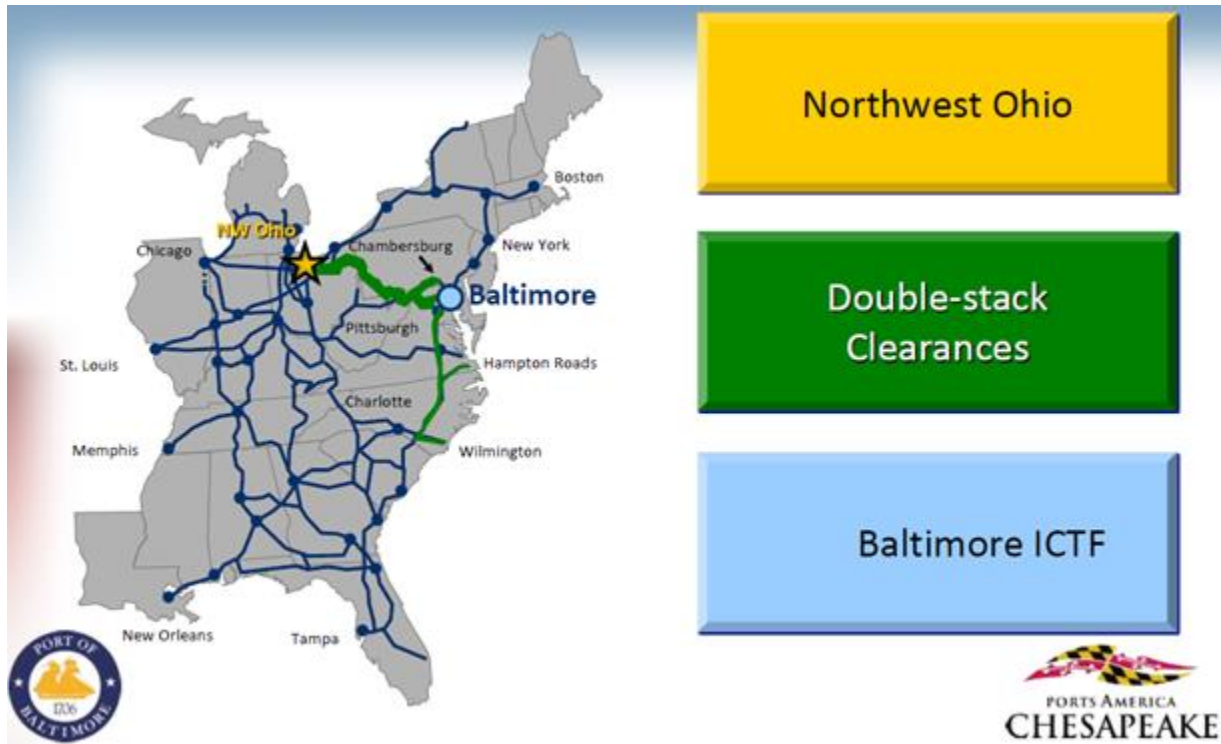 Northwest Ohio
Double-stack
Clearances
Baltimore ICTF
Boston
NW Ohio
Chambersburg
New York
Chicago
Baltimore
Pittsburgh
St. Louis
Hampton Roads
Charlotte
Memphis
Wilmington
New Orleans
Tampa
PORT OF
1706
BALTIMORE
PORTS AMERICA
CHESAPEAKE